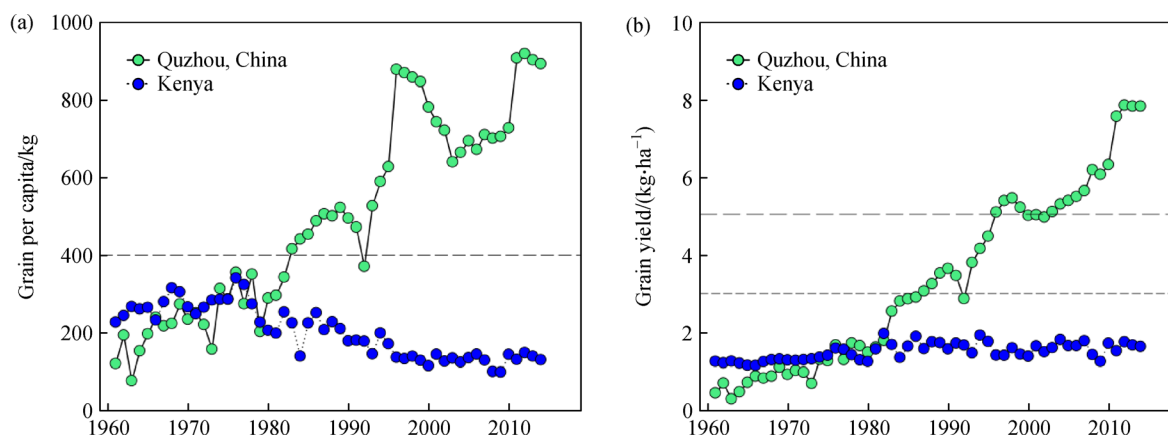 (a)
Grain per capita/kg
1000
800
600
400
200
0
Quzhou, China
Kenya
1960 1970 1980 1990 2000 2010
(b)
Grain yield/(kg·ha⁻¹)
10
8
6
4
2
0
Quzhou, China
Kenya
1960 1970 1980 1990 2000 2010